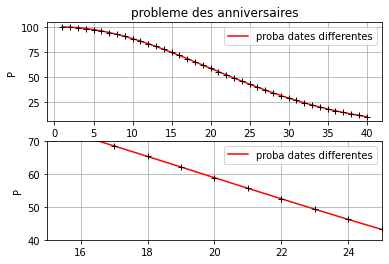 probleme des anniversaires
100
75
50
25
P
proba dates differentes
0 5 10 15 20 25 30 35 40
70
60
50
40
P
proba dates differentes
16 18 20 22 24